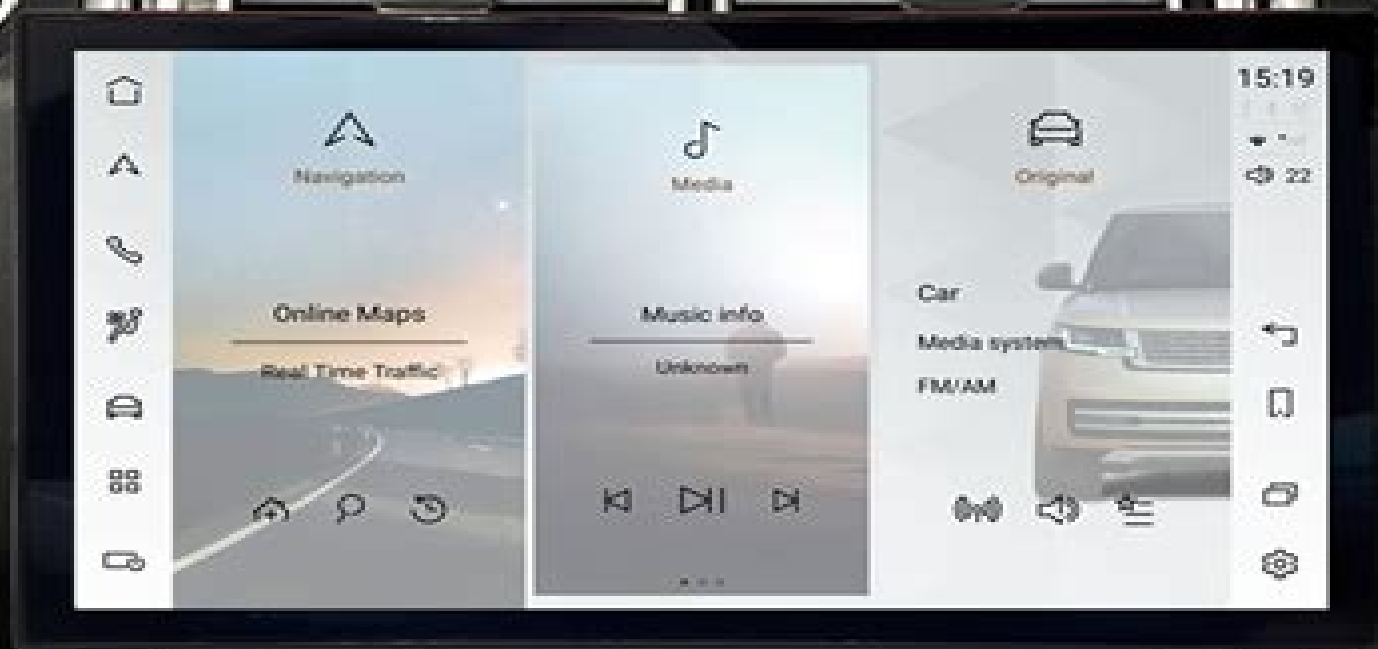 15:19
22
Navigation
Online Maps
Real Time Traffic
Media
Music info
Unknown
Original
Car
Media system
FM/AM